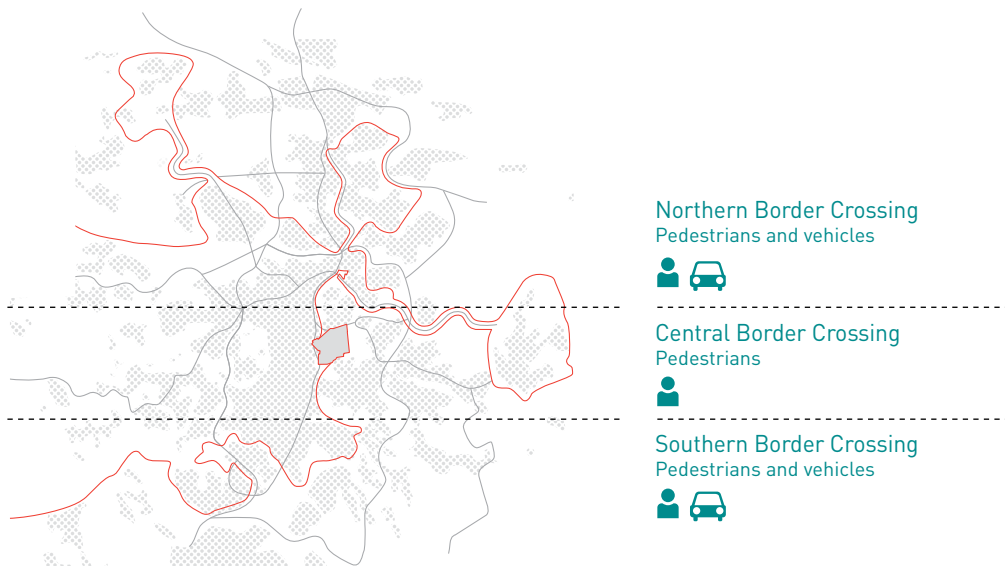 Northern Border Crossing
Pedestrians and vehicles
Central Border Crossing
Pedestrians
Southern Border Crossing
Pedestrians and vehicles